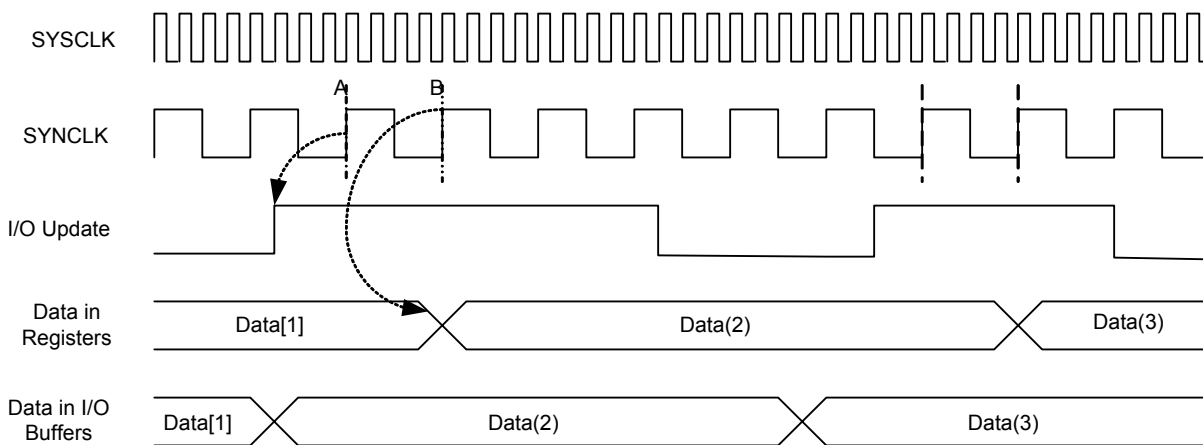 SYSCLK
A B
SYNCLK
I/O Update
Data in
Registers
Data[1] Data(2) Data(3)
Data in I/O
Buffers
Data[1] Data(2) Data(3)